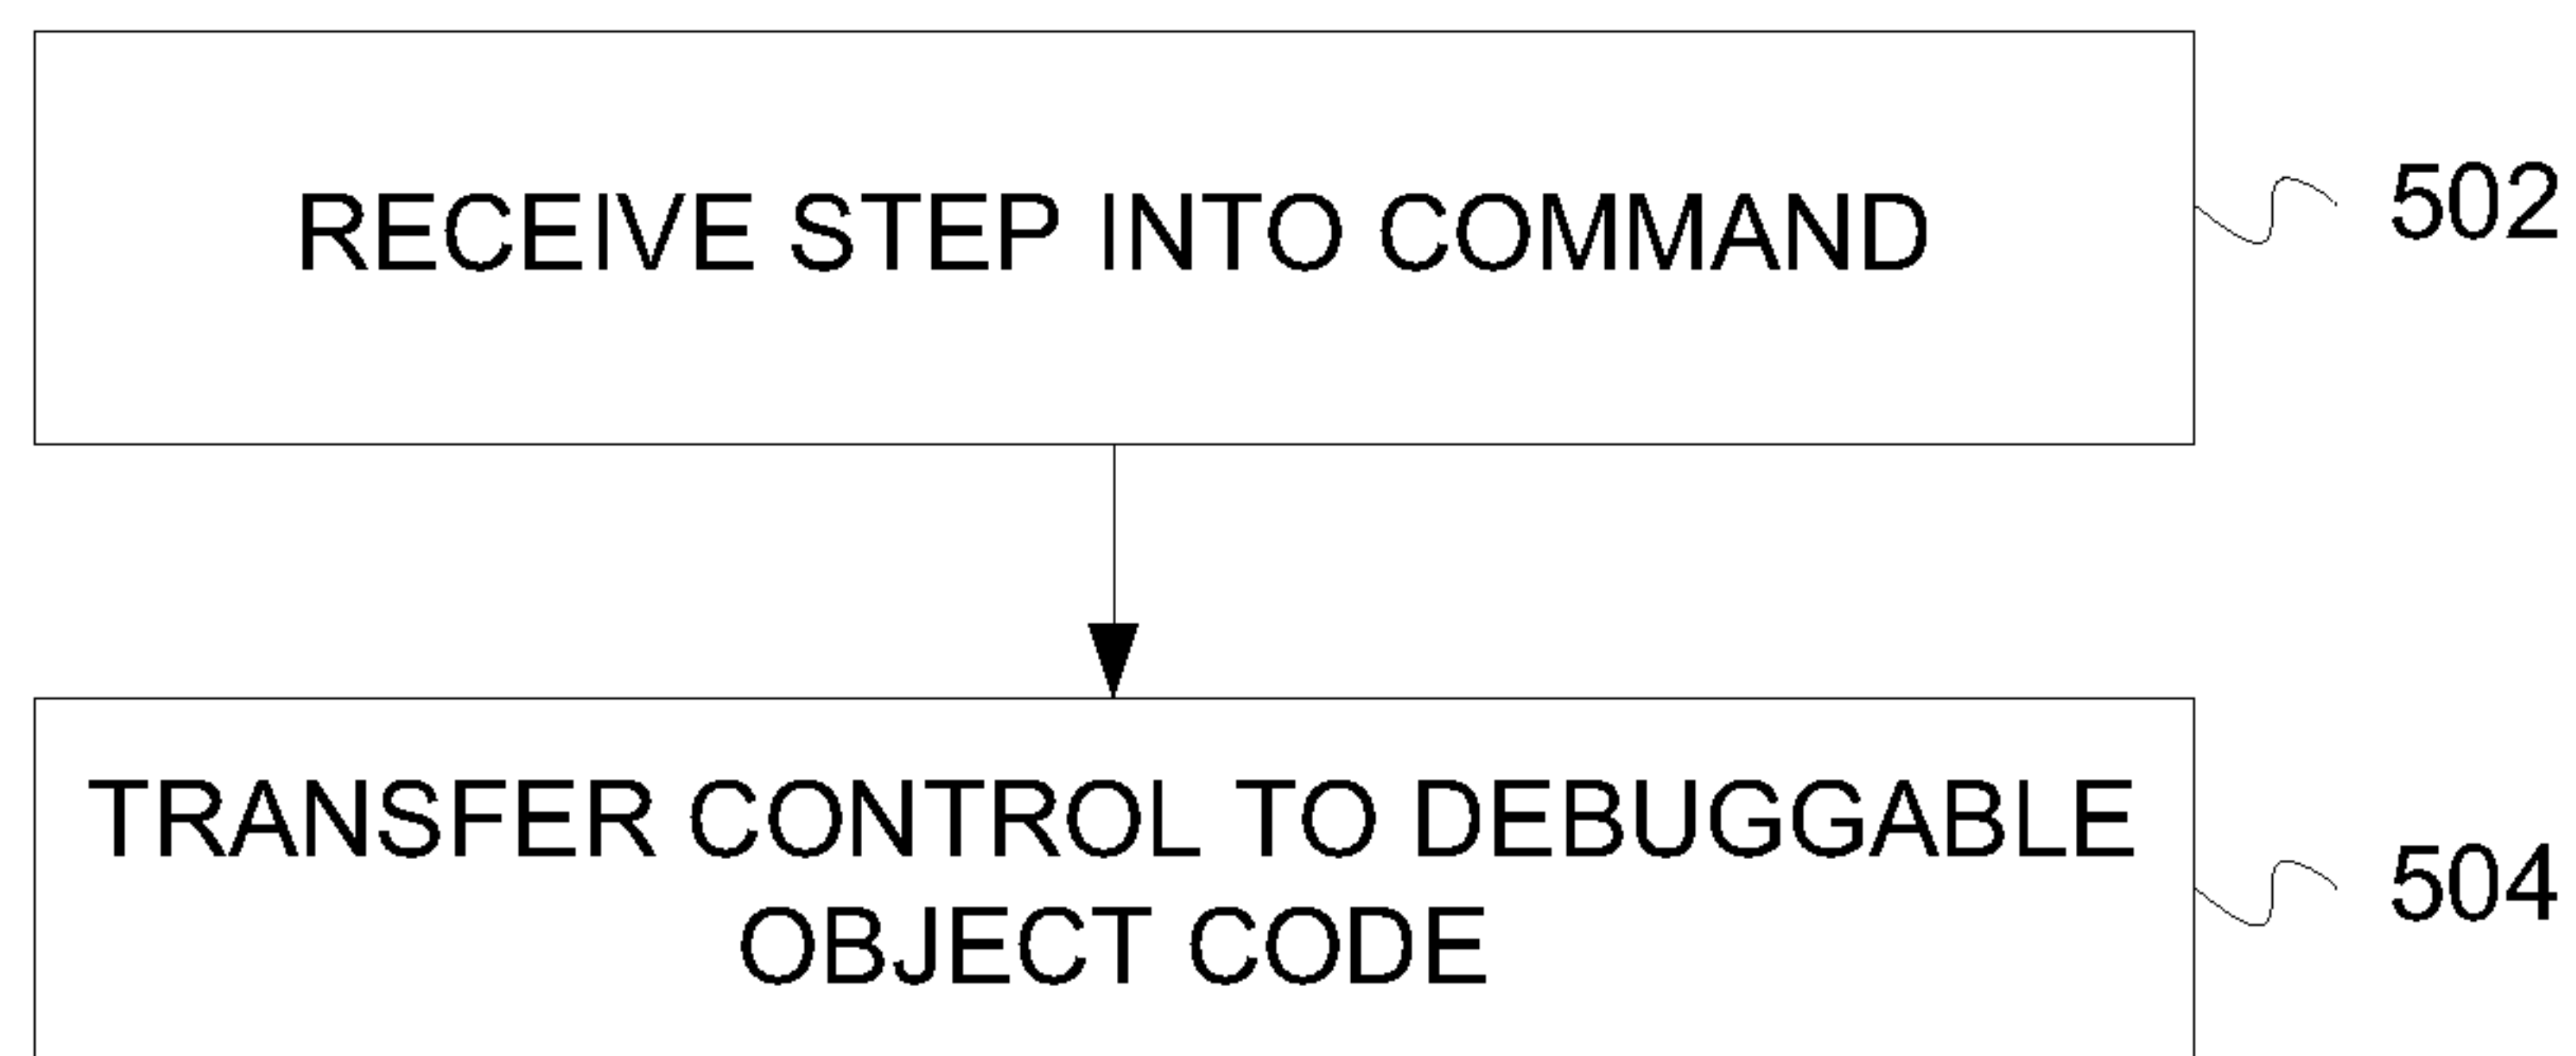 RECEIVE STEP INTO COMMAND
502
TRANSFER CONTROL TO DEBUGGABLE
OBJECT CODE
504